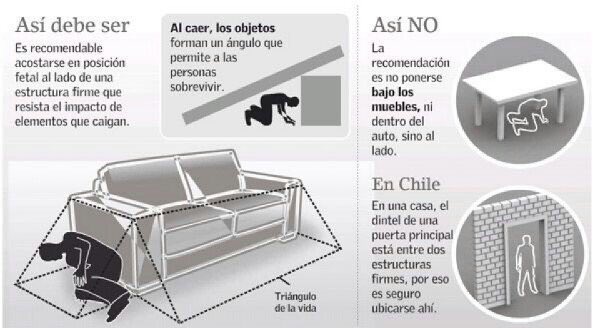 Así debe ser
Es recomendable
acostarse en posición
fetal al lado de una
estructura firme que
resista el impacto de
elementos que caigan.
Al caer, los objetos
forman un ángulo que
permite a las
personas
sobrevivir.
Triángulo
de la vida
Así NO
La
recomendación
es no ponerse
bajo los
muebles, ni
dentro del
auto, sino al
lado.
En Chile
En una casa, el
dintel de una
puerta principal
está entre dos
estructuras
firmes, por eso
es seguro
ubicarse ahí.